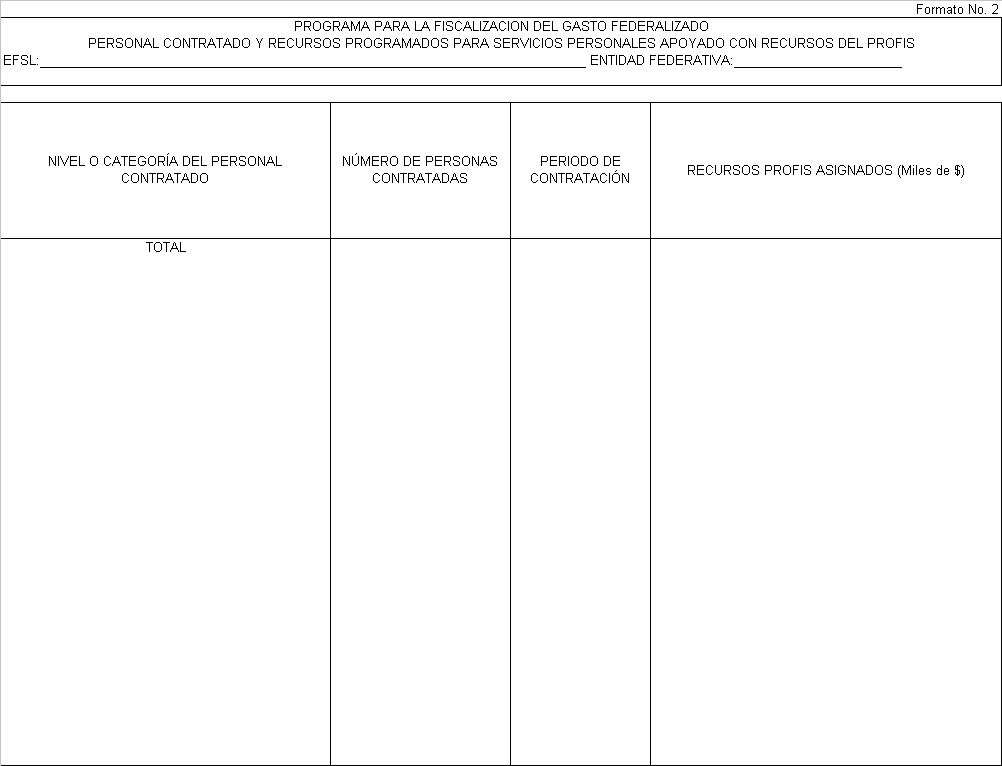 Formato No. 2
PROGRAMA PARA LA FISCALIZACION DEL GASTO FEDERALIZADO
PERSONAL CONTRATADO Y RECURSOS PROGRAMADOS PARA SERVICIOS PERSONALES APOYADO CON RECURSOS DEL PROFIS
EFSL:______________________ ENTIDAD FEDERATIVA:______________________
NIVEL O CATEGORÍA DEL PERSONAL
CONTRATADO
NÚMERO DE PERSONAS
CONTRATADAS
PERIODO DE
CONTRATACIÓN
RECURSOS PROFIS ASIGNADOS (Miles de $)
TOTAL